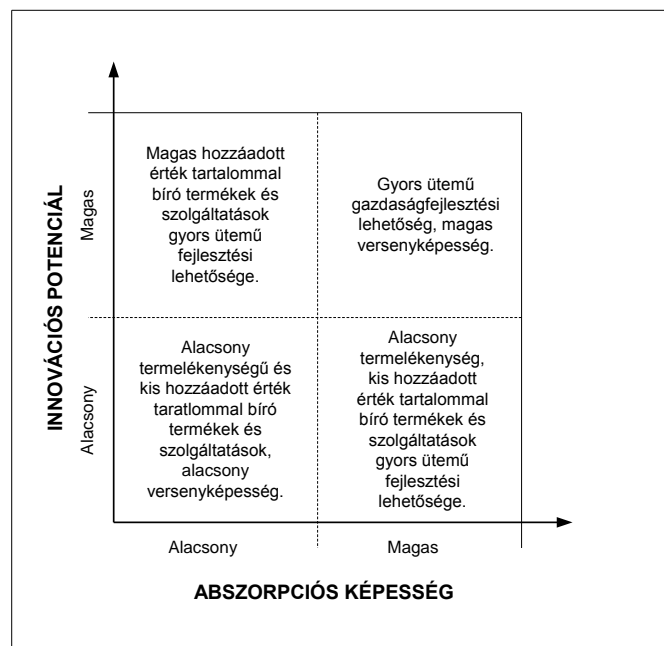 INNOVÁCIÓS POTENCIÁL
Magas
Alacsony
Magas hozzáadott
érték tartalommal
bíró termékek és
szolgáltatások
gyors ütemű
fejlesztési
lehetősége.
Gyors ütemű
gazdaságfejlesztési
lehetőség, magas
versenyképesség.
Alacsony
termelékenységű és
kis hozzáadott érték
taratlommal bíró
termékek és
szolgáltatások,
alacsony
versenyképesség.
Alacsony
termelékenység,
kis hozzáadott
érték tartalommal
bíró termékek és
szolgáltatások
gyors ütemű
fejlesztési
lehetősége.
Alacsony
Magas
ABSZORPCIÓS KÉPESSÉG